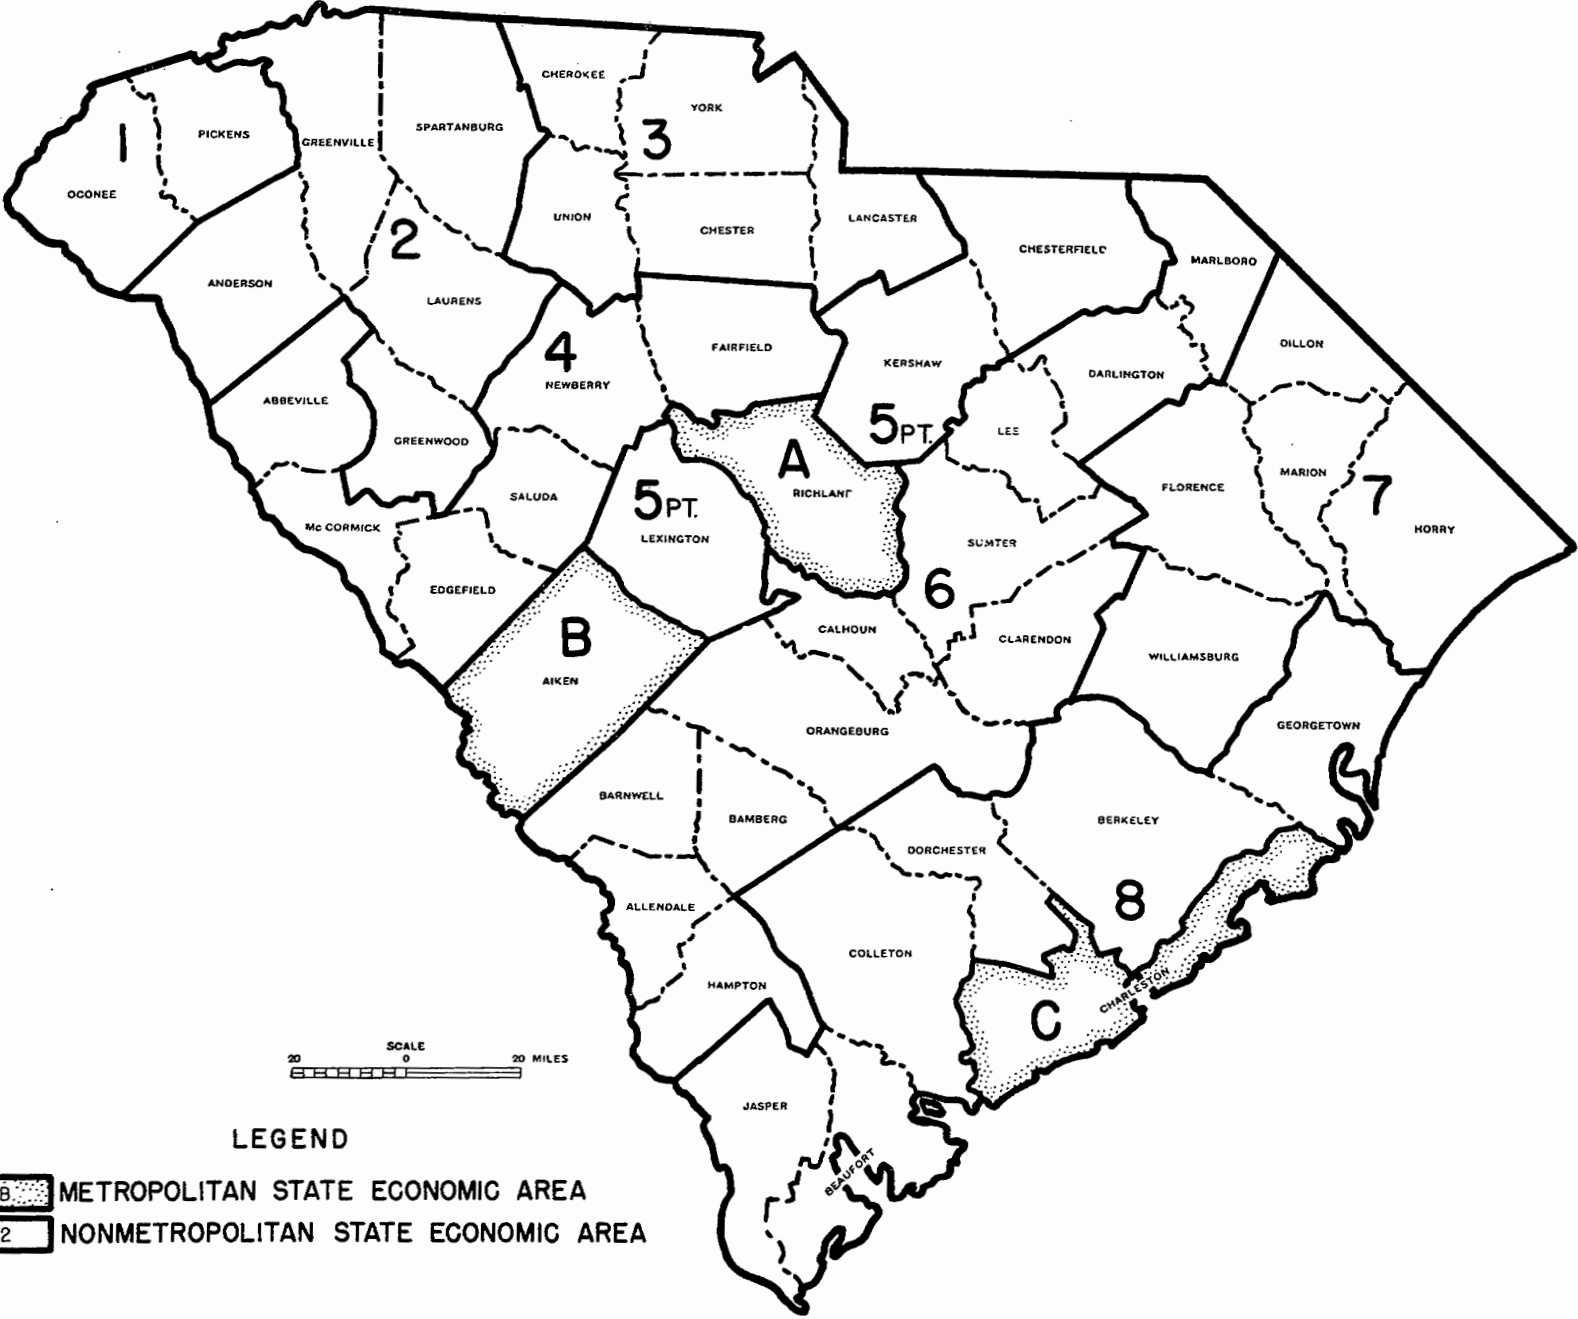 CHEROKEE
YORK
3
SPARTANBURG
1
PICKENS
GREENVILLE
OCONEE
UNION
LANCASTER
CHESTER
2
CHESTERFIELD
MARLBORO
ANDERSON
LAURENS
4
FAIRFIELD
DILLON
KERSHAW
DARLINGTON
NEWBERRY
ABBEVILLE
5PT.
LEE
GREENWOOD
A
MARION
FLORENCE
RICHLAND
7
SALUDA
5PT.
Mc CORMICK
HORRY
LEXINGTON
SUMTER
EDGEFIELD
6
CALHOUN
CLARENDON
B
WILLIAMSBURG
AIKEN
GEORGETOWN
ORANGEBURG
BARNWELL
BAMBERG
BERKELEY
DORCHESTER
8
ALLENDALE
COLLETON
HAMPTON
CHARLESTON
C
SCALE
20 0 20 MILES
JASPER
BEAUFORT
LEGEND
B METROPOLITAN STATE ECONOMIC AREA
2 NONMETROPOLITAN STATE ECONOMIC AREA